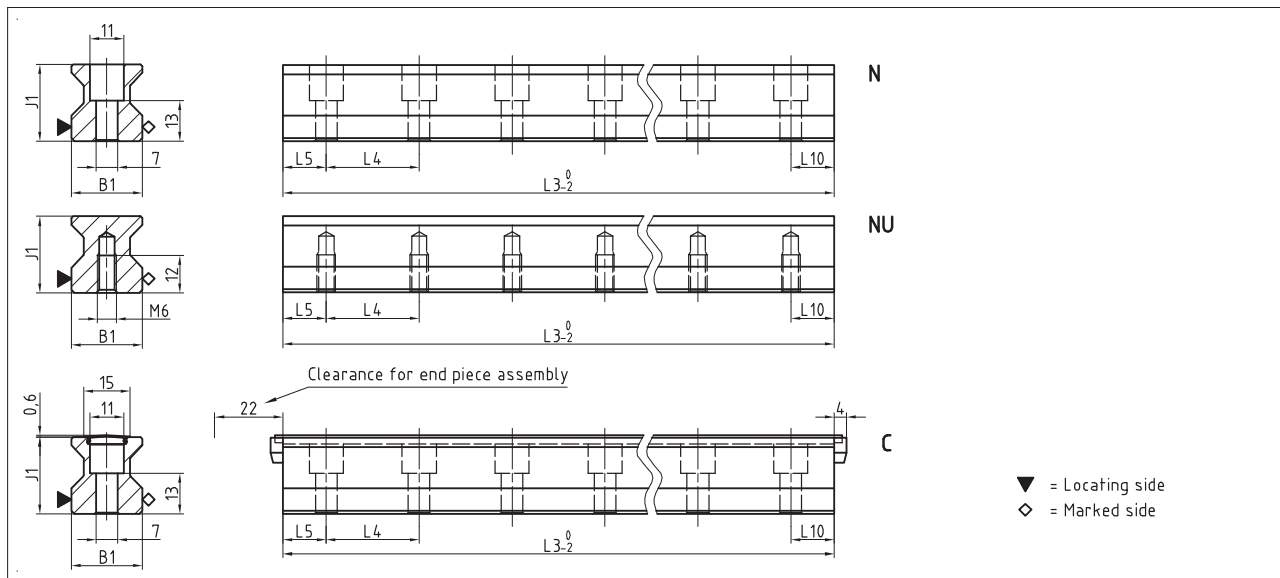 11
N
J1
13
7
B1
L5
L4
L10
L3-2 0
NU
J1
12
M6
B1
L5
L4
L10
L3-2 0
Clearance for end piece assembly
15
11
0,6
22
4
C
J1
13
7
B1
L5
L4
L10
L3-2 0
= Locating side
= Marked side